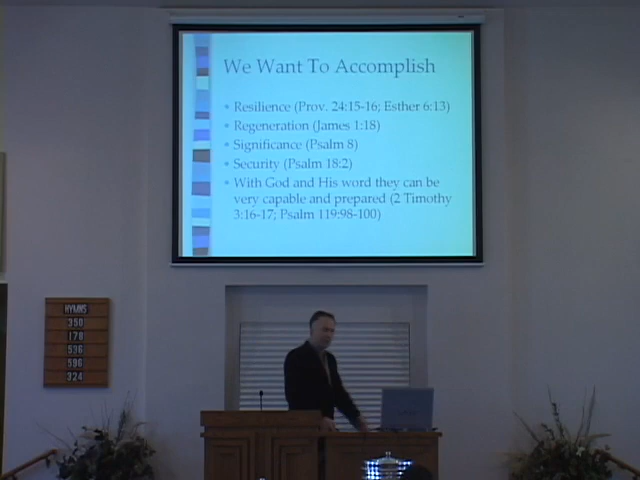 We Want To Accomplish
• Resilience (Prov. 24:15-16; Esther 6:13)
• Regeneration (James 1:18)
• Significance (Psalm 8)
• Security (Psalm 18:2)
• With God and His word they can be
very capable and prepared (2 Timothy
3:16-17; Psalm 119:98-100)
HYMNS
350
178
536
596
324